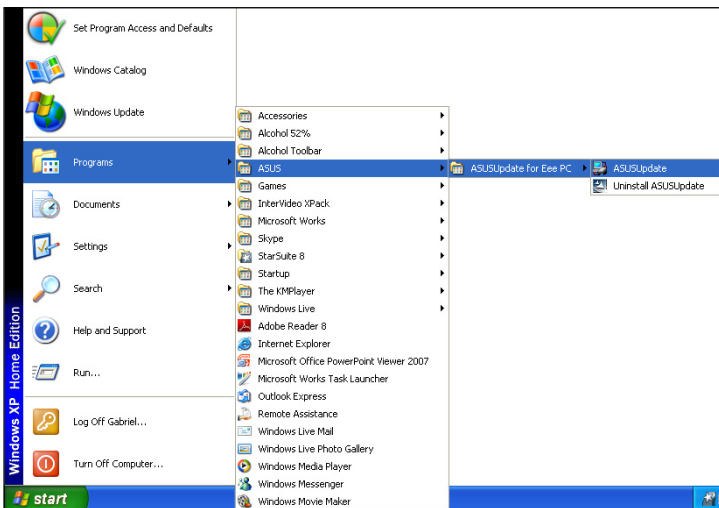 Set Program Access and Defaults
Windows Catalog
Windows Update
Programs
Documents
Settings
Search
Help and Support
Run...
Log Off Gabriel...
Turn Off Computer...
Windows XP Home Edition
start
Accessories
Alcohol 52%
Alcohol Toolbar
ASUS
Games
InterVideo XPack
Microsoft Works
Skype
StarSuite 8
Startup
The KMPlayer
Windows Live
Adobe Reader 8
Internet Explorer
Microsoft Office PowerPoint Viewer 2007
Microsoft Works Task Launcher
Outlook Express
Remote Assistance
Windows Live Mail
Windows Live Photo Gallery
Windows Media Player
Windows Messenger
Windows Movie Maker
ASUSUpdate for Eee PC
ASUSUpdate
Uninstall ASUSUpdate